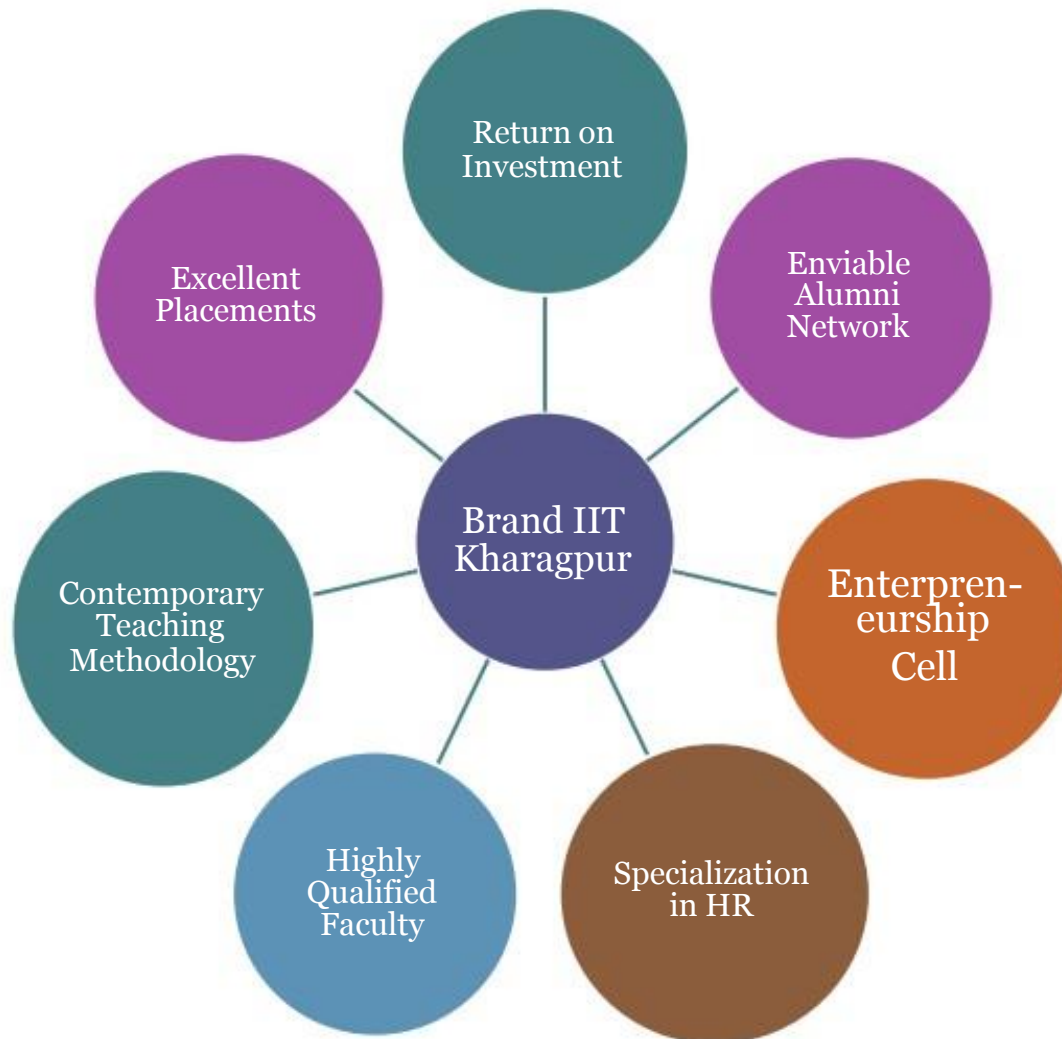 Return on
Investment
Enviable
Alumni
Network
Enterpren-
eurship
Cell
Specialization
in HR
Highly
Qualified
Faculty
Contemporary
Teaching
Methodology
Excellent
Placements
Brand IIT
Kharagpur